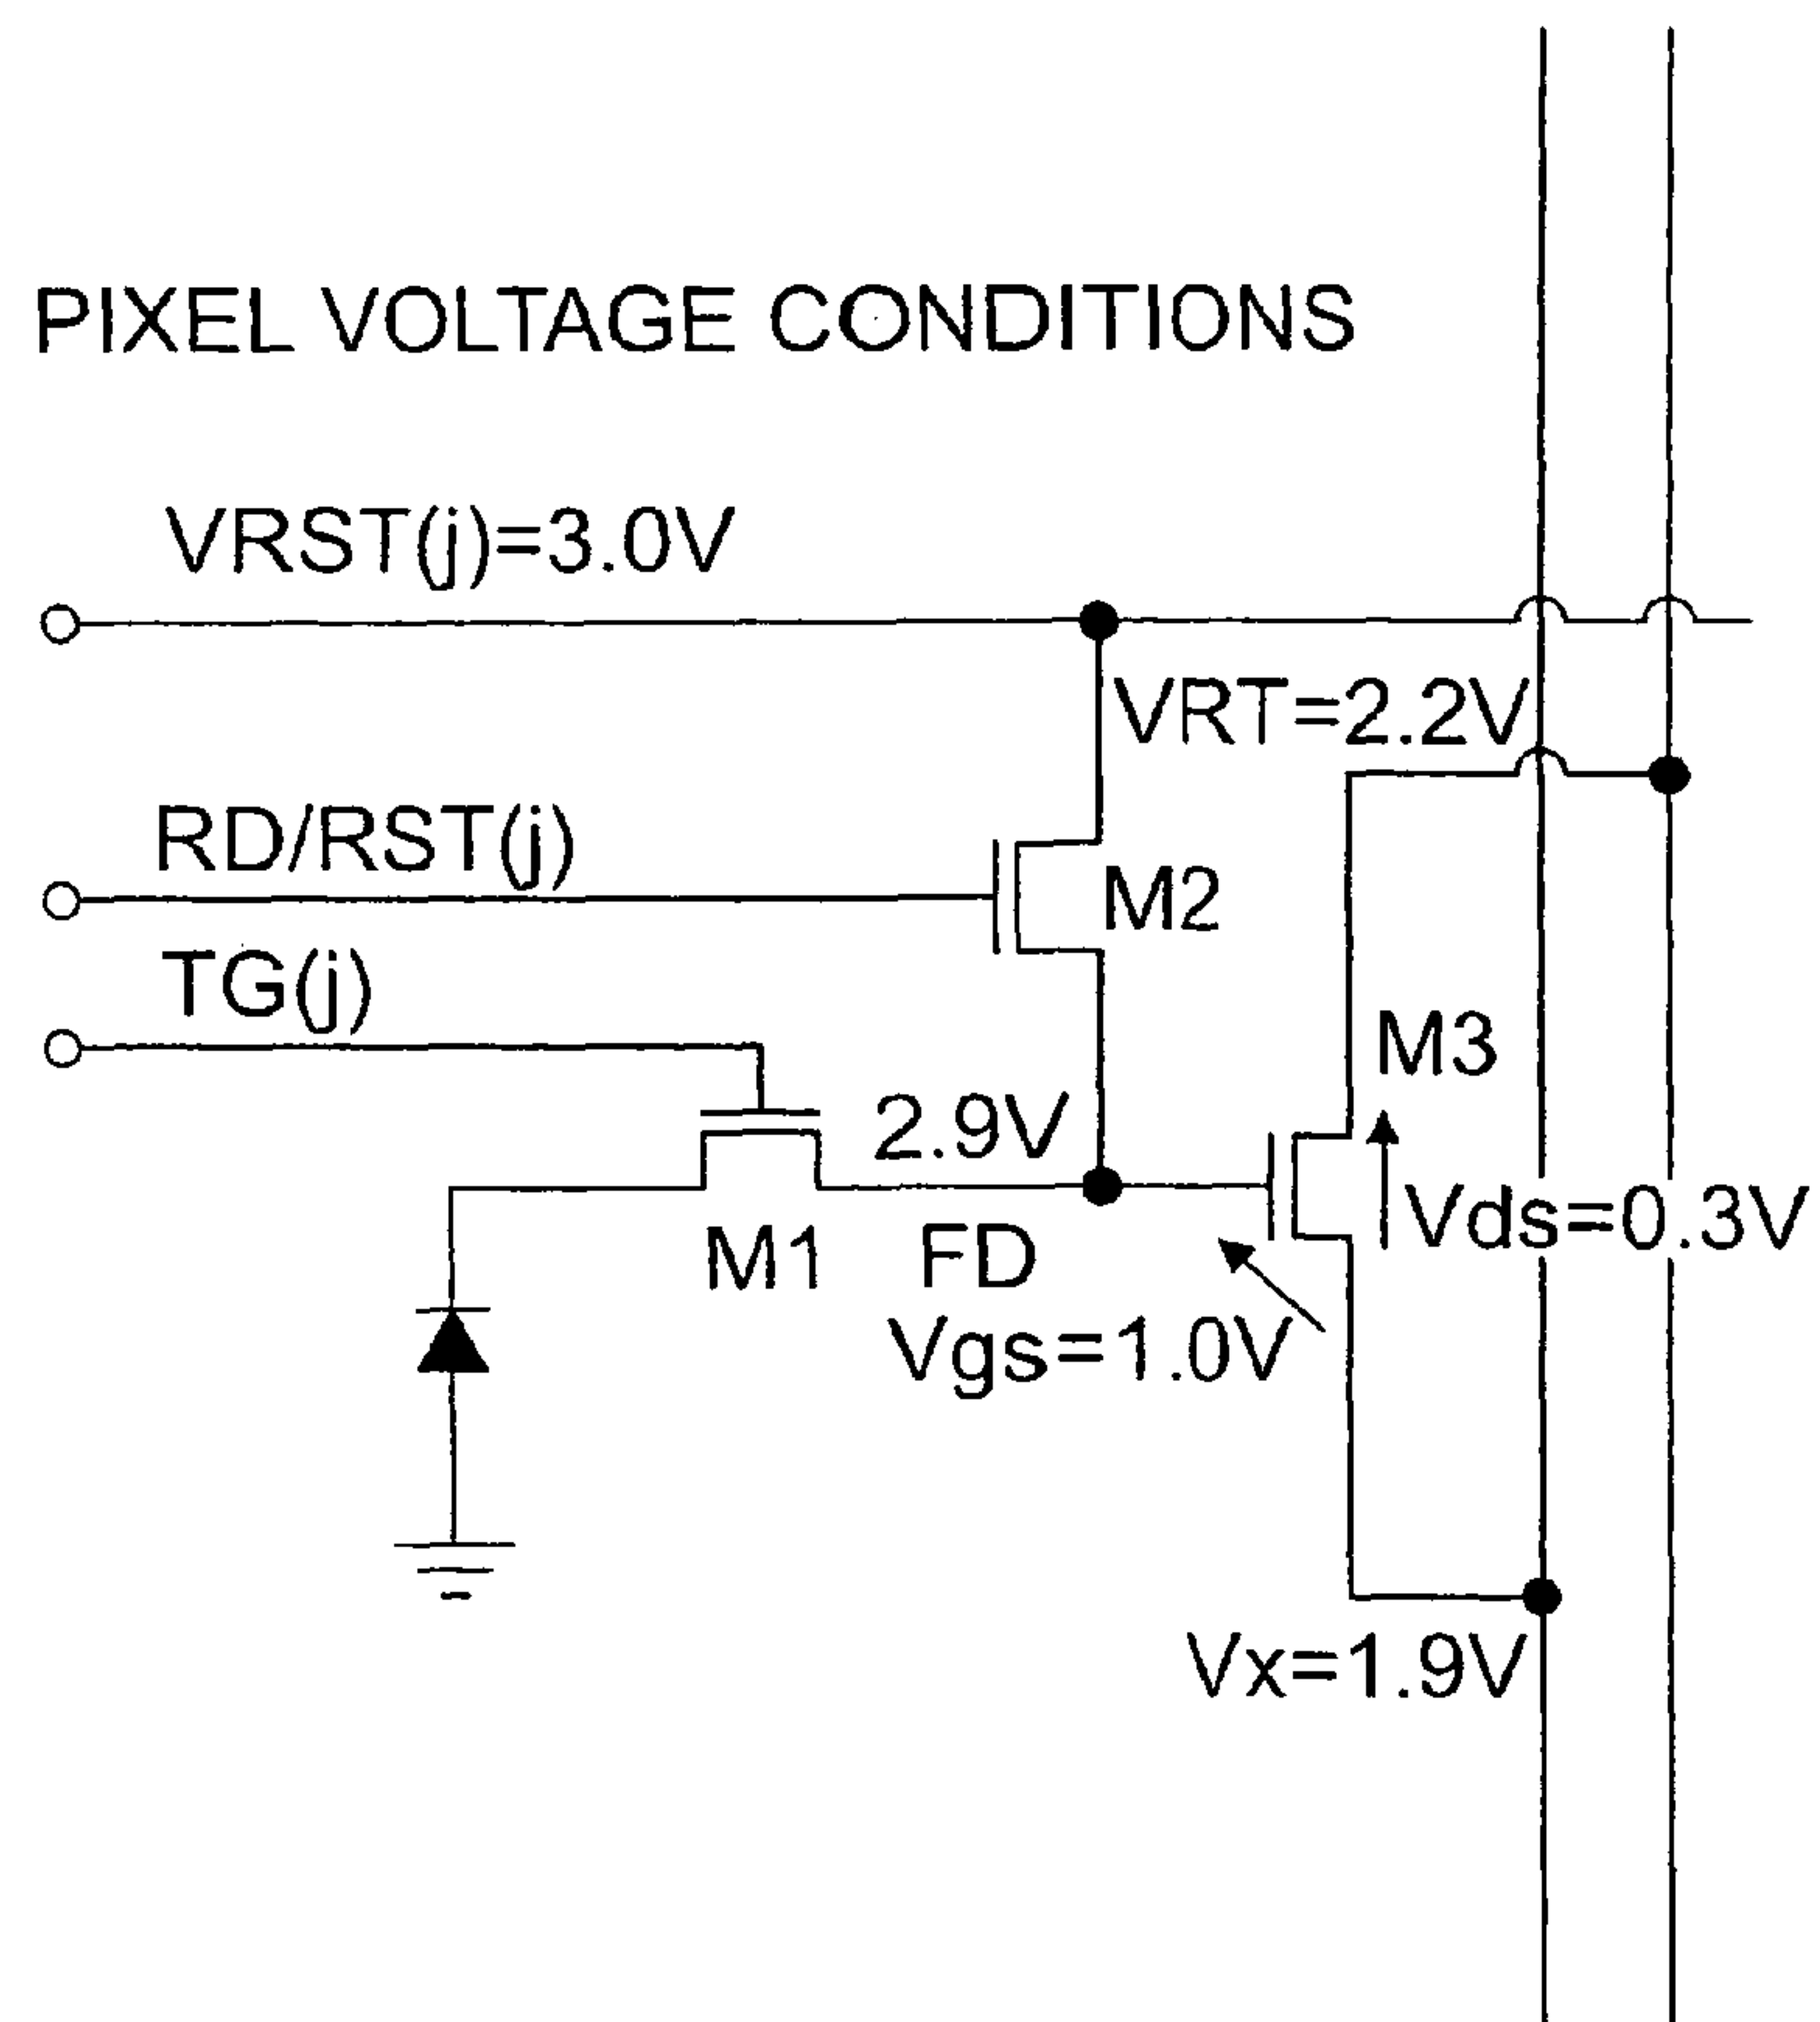 PIXEL VOLTAGE CONDITIONS
VRST(j)=3.0V
VRT=2.2V
RD/RST(j)
M2
TG(j)
M3
2.9V
Vds=0.3V
M1
FD
Vgs=1.0V
Vx=1.9V